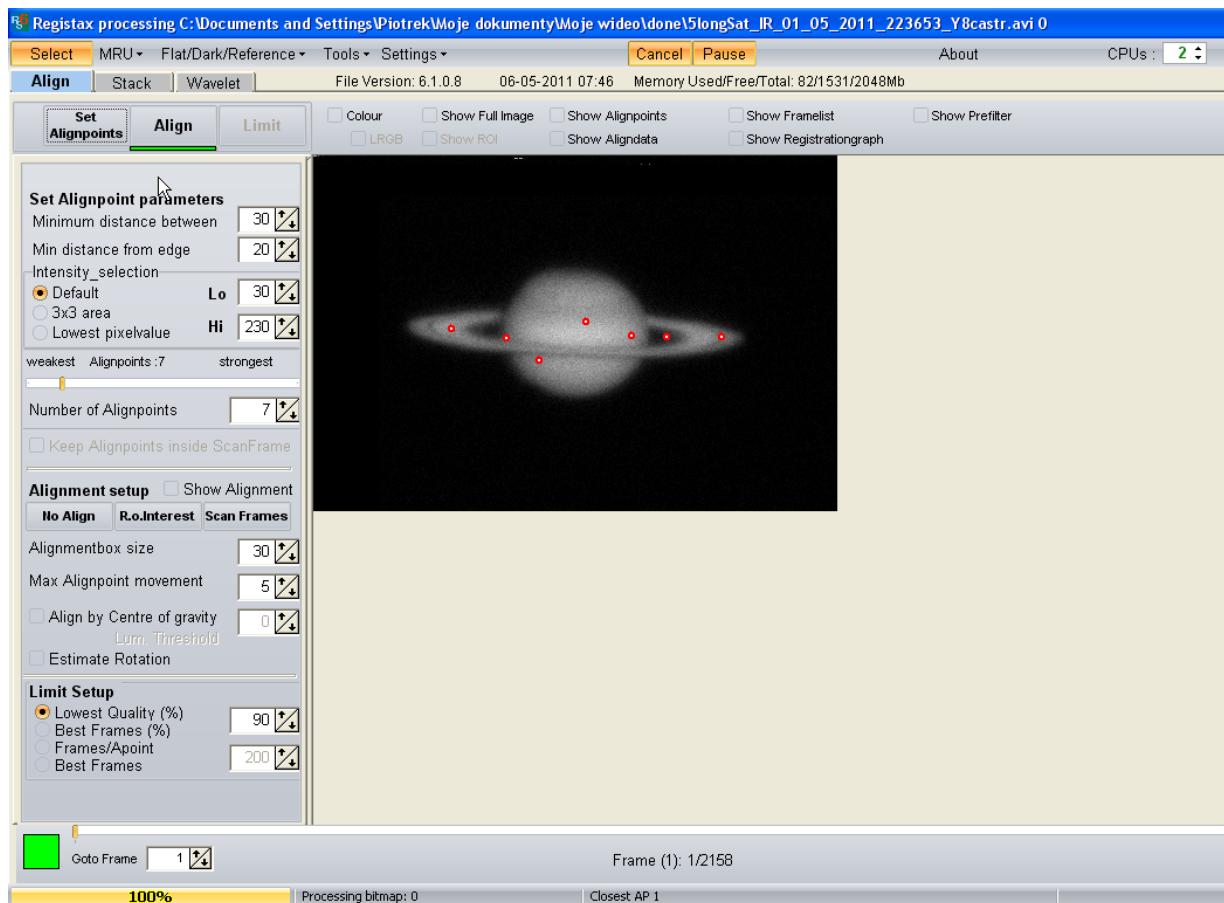 Registax processing C:\Documents and Settings\Piotrek\Moje dokumenty\Moje wideo\done\5longSat_IR_01_05_2011_223653_Y8castr.avi 0
Select MRU Flat/Dark/Reference Tools Settings Cancel Pause About CPUs : 2
Align Stack Wavelet File Version: 6.1.0.8 06-05-2011 07:46 Memory Used/Free/Total: 82/1531/2048Mb
Set Alignpoints Align Limit
Colour Show Full Image Show Alignpoints Show Framelist Show Prefilter
LRGB Show ROI Show Aligndata Show Registrationgraph
Set Alignpoint parameters
Minimum distance between 30
Min distance from edge 20
Intensity_selection
Default Lo 30
3x3 area
Lowest pixelvalue Hi 230
weakest Alignpoints :7 strongest
Number of Alignpoints 7
Keep Alignpoints inside ScanFrame
Alignment setup Show Alignment
No Align R.o.Interest Scan Frames
Alignmentbox size 30
Max Alignpoint movement 5
Align by Centre of gravity 0
Lum. Threshold
Estimate Rotation
Limit Setup
Lowest Quality (%) 90
Best Frames (%)
Frames/Apoint 200
Best Frames
Goto Frame 1 Frame (1): 1/2158
100% Processing bitmap: 0 Closest AP 1